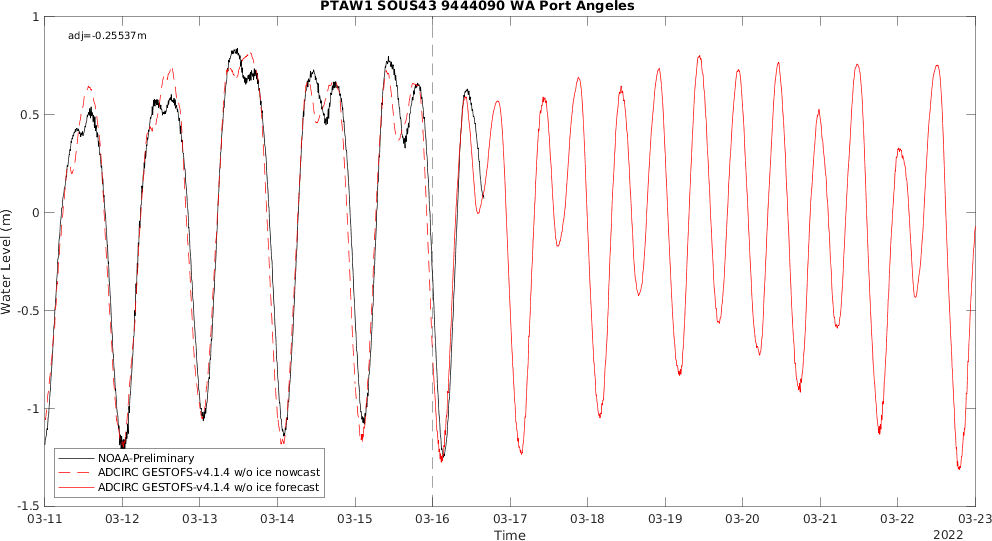 PTAW1 SOUS43 9444090 WA Port Angeles
adj=-0.25537m
1
0.5
0
-0.5
-1
-1.5
Water Level (m)
NOAA-Preliminary
ADCIRC GESTOFS-v4.1.4 w/o ice nowcast
ADCIRC GESTOFS-v4.1.4 w/o ice forecast
03-11 03-12 03-13 03-14 03-15 03-16 03-17 03-18 03-19 03-20 03-21 03-22 03-23
Time
2022